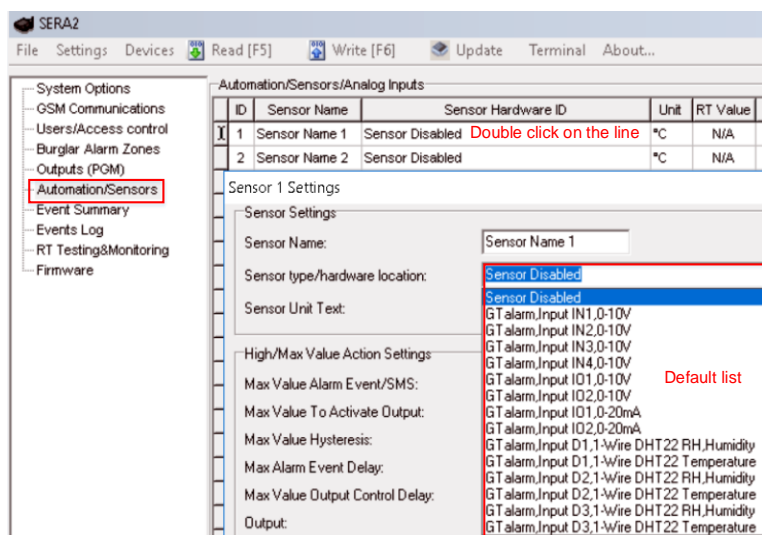 SERA2
File Settings Devices Read [F5] Write [F6] Update Terminal About...
System Options
GSM Communications
Users/Access control
Burglar Alarm Zones
Outputs (PGM)
Automation/Sensors
Event Summary
Events Log
RT Testing&Monitoring
Firmware
Automation/Sensors/Analog Inputs
ID Sensor Name Sensor Hardware ID Unit RT Value
1 Sensor Name 1 Sensor Disabled Double click on the line °C N/A
2 Sensor Name 2 Sensor Disabled °C N/A
Sensor 1 Settings
Sensor Settings
Sensor Name: Sensor Name 1
Sensor type/hardware location: Sensor Disabled
Sensor Unit Text:
Sensor Disabled
GTalarm,Input IN1,0-10V
GTalarm,Input IN2,0-10V
GTalarm,Input IN3,0-10V
GTalarm,Input IN4,0-10V
GTalarm,Input IO1,0-10V
GTalarm,Input IO2,0-10V
GTalarm,Input IO1,0-20mA
GTalarm,Input IO2,0-20mA
GTalarm,Input D1,1-Wire DHT22 RH,Humidity
GTalarm,Input D1,1-Wire DHT22 Temperature
GTalarm,Input D2,1-Wire DHT22 RH,Humidity
GTalarm,Input D2,1-Wire DHT22 Temperature
GTalarm,Input D3,1-Wire DHT22 RH,Humidity
GTalarm,Input D3,1-Wire DHT22 Temperature
Default list
High/Max Value Action Settings
Max Value Alarm Event/SMS:
Max Value To Activate Output:
Max Value Hysteresis:
Max Alarm Event Delay:
Max Value Output Control Delay:
Output: